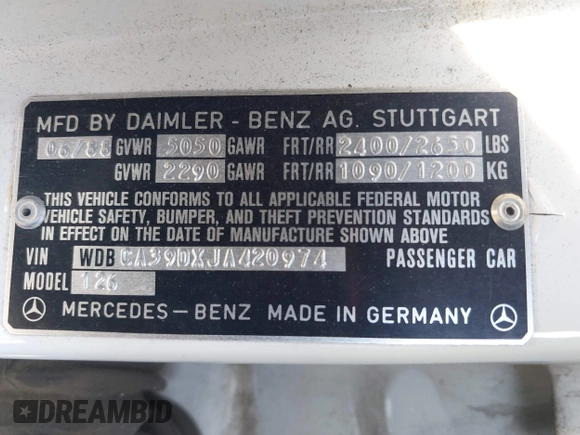 MFD BY DAIMLER - BENZ AG. STUTTGART
06/88 GVWR 5050 GAWR FRT/RR 2400/2650 LBS
GVWR 2290 GAWR FRT/RR 1090/1200 KG
THIS VEHICLE CONFORMS TO ALL APPLICABLE FEDERAL MOTOR
VEHICLE SAFETY, BUMPER, AND THEFT PREVENTION STANDARDS
IN EFFECT ON THE DATE OF MANUFACTURE SHOWN ABOVE
VIN WDB CA39DXJA420974 PASSENGER CAR
MODEL 126
MERCEDES-BENZ MADE IN GERMANY
DREAMBID